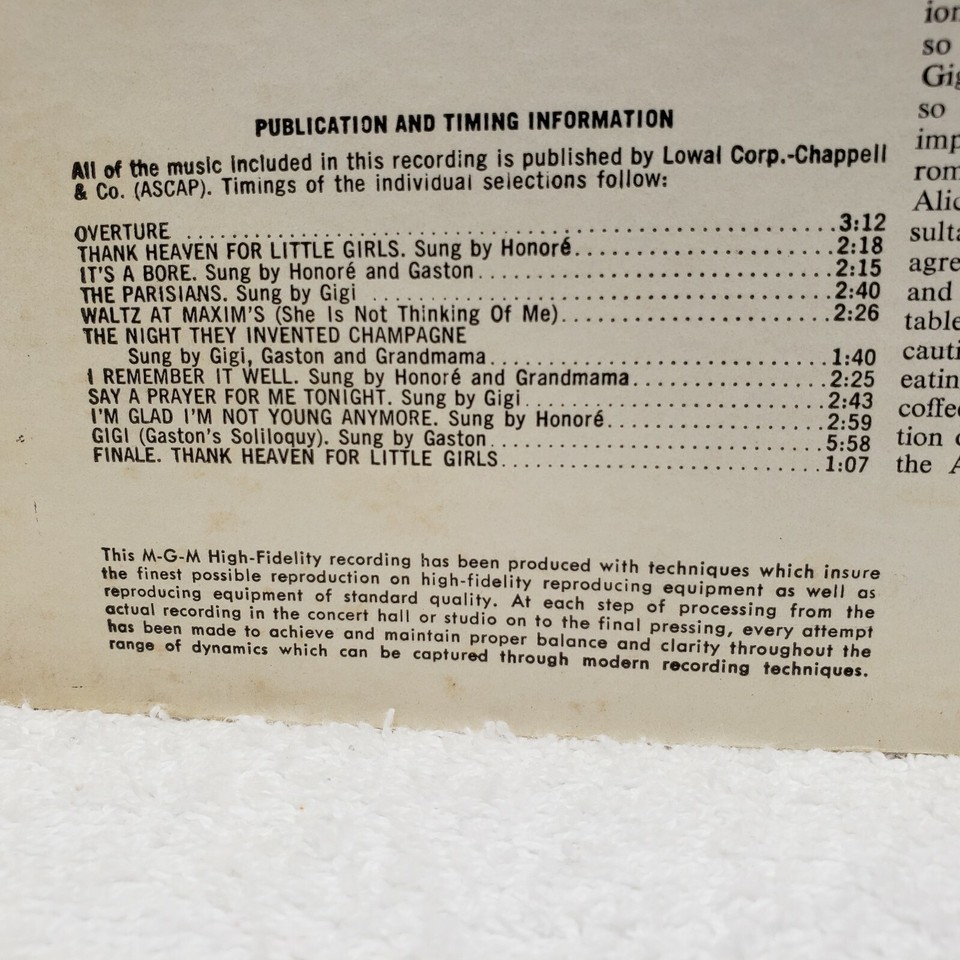 PUBLICATION AND TIMING INFORMATION
All of the music included in this recording is published by Lowal Corp.-Chappell
& Co. (ASCAP). Timings of the individual selections follow:
OVERTURE ........................................ 3:12
THANK HEAVEN FOR LITTLE GIRLS. Sung by Honoré........................ 2:18
IT'S A BORE. Sung by Honoré and Gaston........................ 2:15
THE PARISIANS. Sung by Gigi ........................ 2:40
WALTZ AT MAXIM'S (She Is Not Thinking Of Me)........................ 2:26
THE NIGHT THEY INVENTED CHAMPAGNE
Sung by Gigi, Gaston and Grandmama........................ 1:40
I REMEMBER IT WELL. Sung by Honoré and Grandmama.................. 2:25
SAY A PRAYER FOR ME TONIGHT. Sung by Gigi........................ 2:43
I'M GLAD I'M NOT YOUNG ANYMORE. Sung by Honoré.................. 2:59
GIGI (Gaston's Soliloquy). Sung by Gaston........................ 5:58
FINALE. THANK HEAVEN FOR LITTLE GIRLS........................ 1:07
This M-G-M High-Fidelity recording has been produced with techniques which insure
the finest possible reproduction on high-fidelity reproducing equipment as well as
reproducing equipment of standard quality. At each step of processing from the
actual recording in the concert hall or studio on to the final pressing, every attempt
has been made to achieve and maintain proper balance and clarity throughout the
range of dynamics which can be captured through modern recording techniques.
so
so
and
the